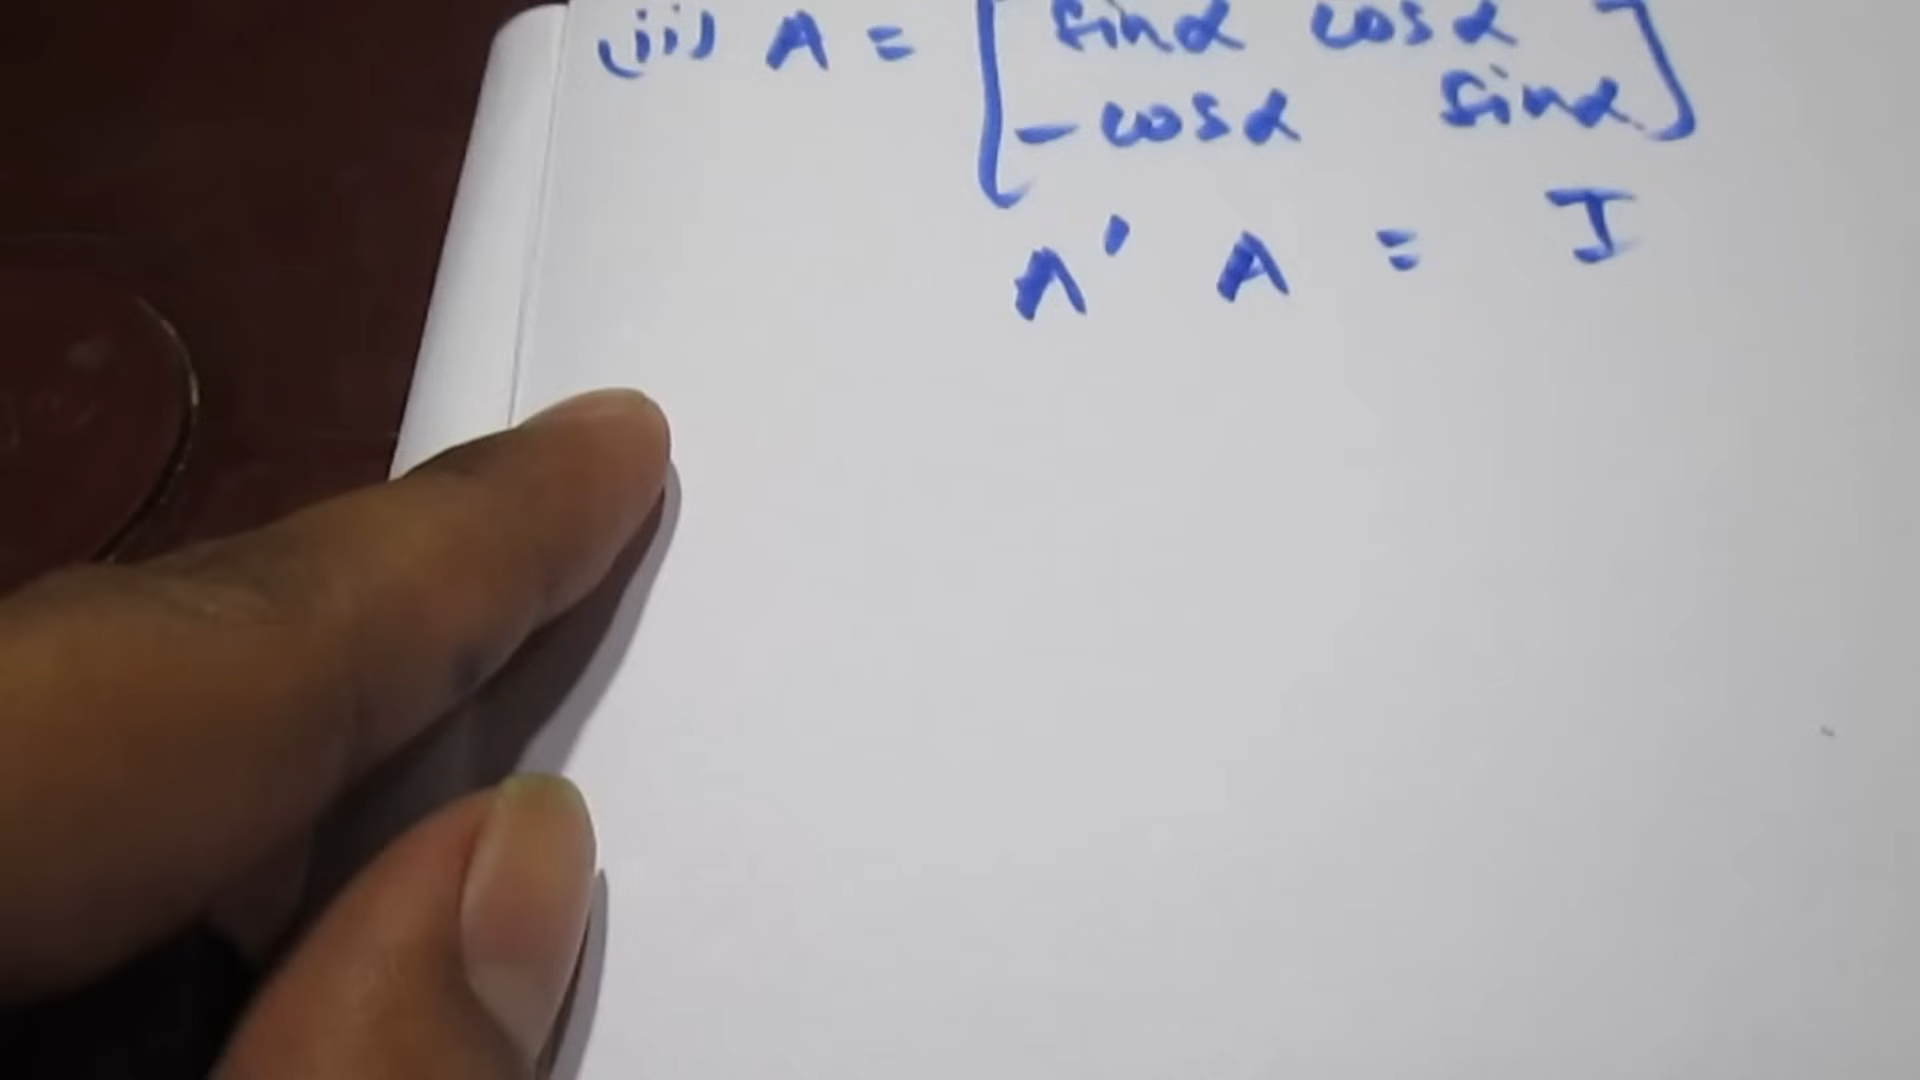 (ii) A = [ sinα cosα
-cosα sinα ]
A' A = I